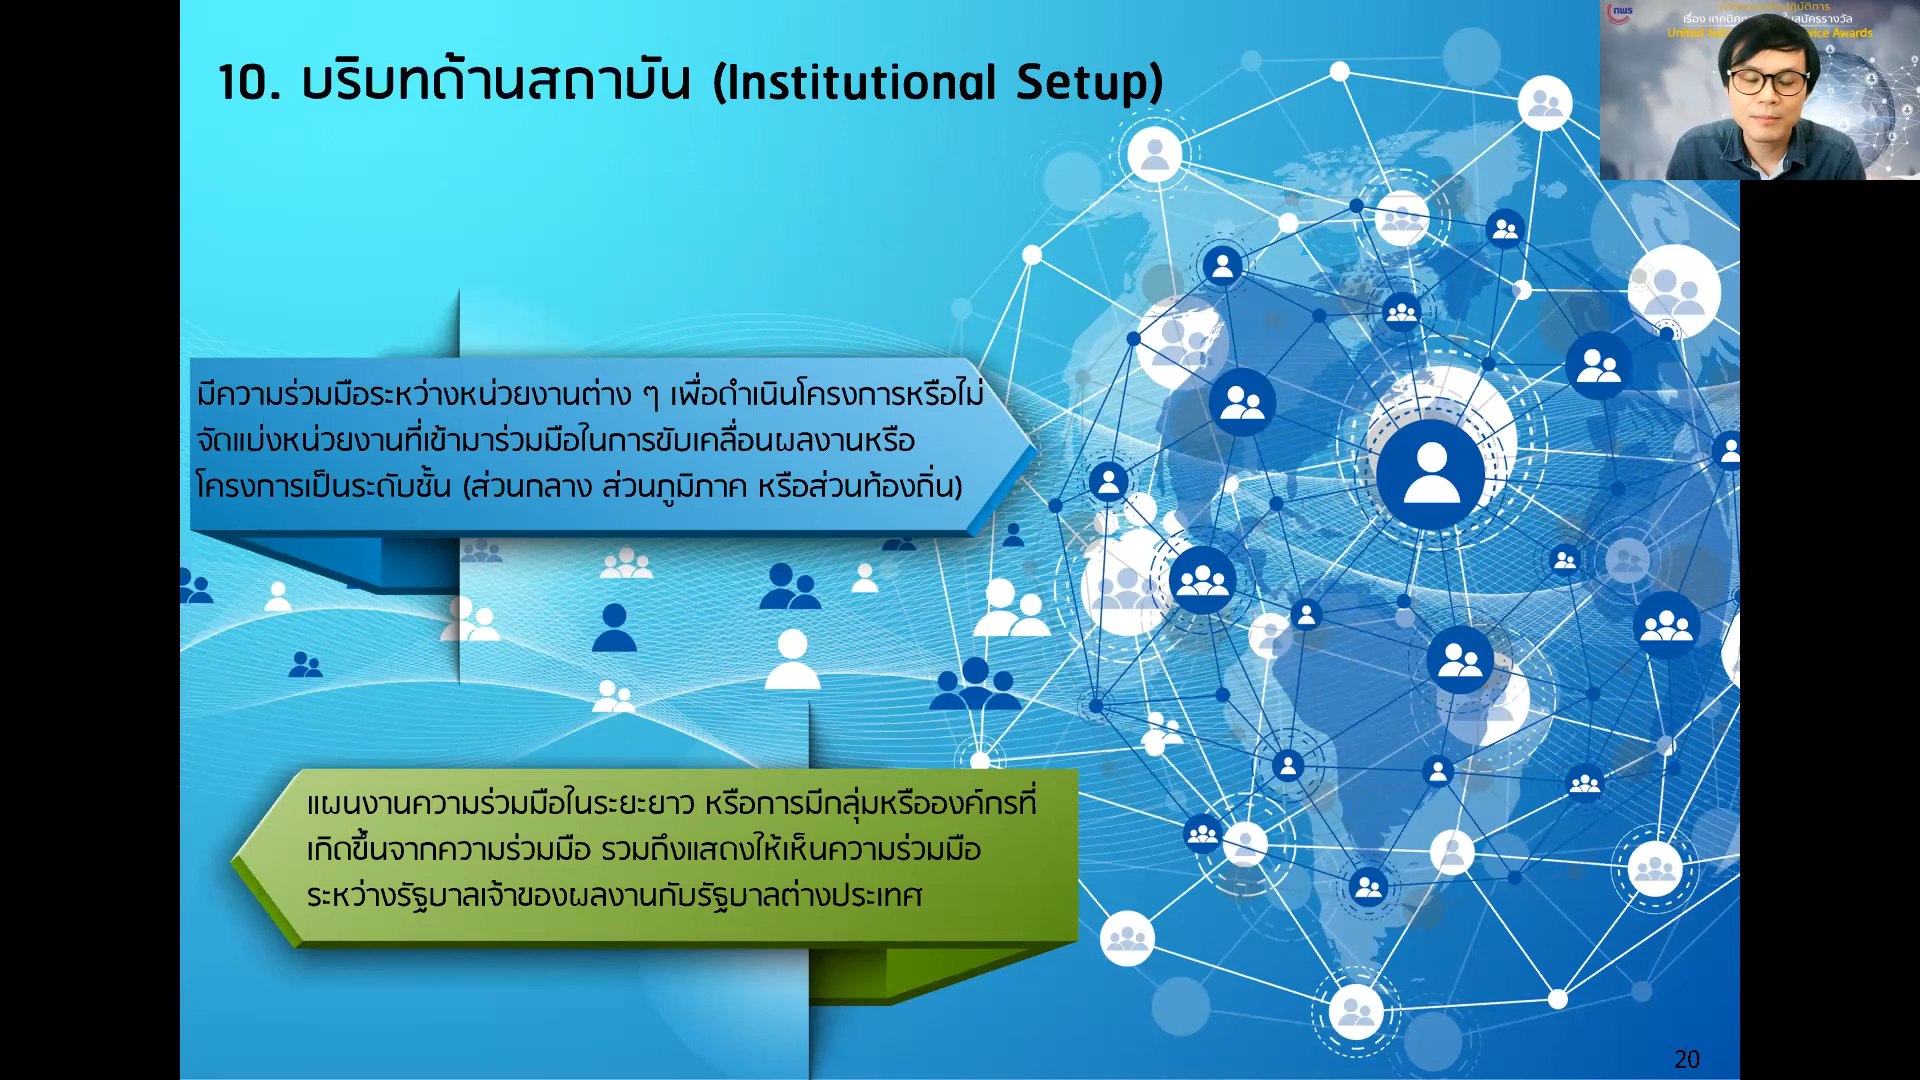 10. บริบทด้านสถาบัน (Institutional Setup)
มีความร่วมมือระหว่างหน่วยงานต่าง ๆ เพื่อดำเนินโครงการหรือไม่
จัดแบ่งหน่วยงานที่เข้ามาร่วมมือในการขับเคลื่อนผลงานหรือ
โครงการเป็นระดับชั้น (ส่วนกลาง ส่วนภูมิภาค หรือส่วนท้องถิ่น)
แผนงานความร่วมมือในระยะยาว หรือการมีกลุ่มหรือองค์กรที่
เกิดขึ้นจากความร่วมมือ รวมถึงแสดงให้เห็นความร่วมมือ
ระหว่างรัฐบาลเจ้าของผลงานกับรัฐบาลต่างประเทศ
20
กพร
เรื่อง
United
Awards